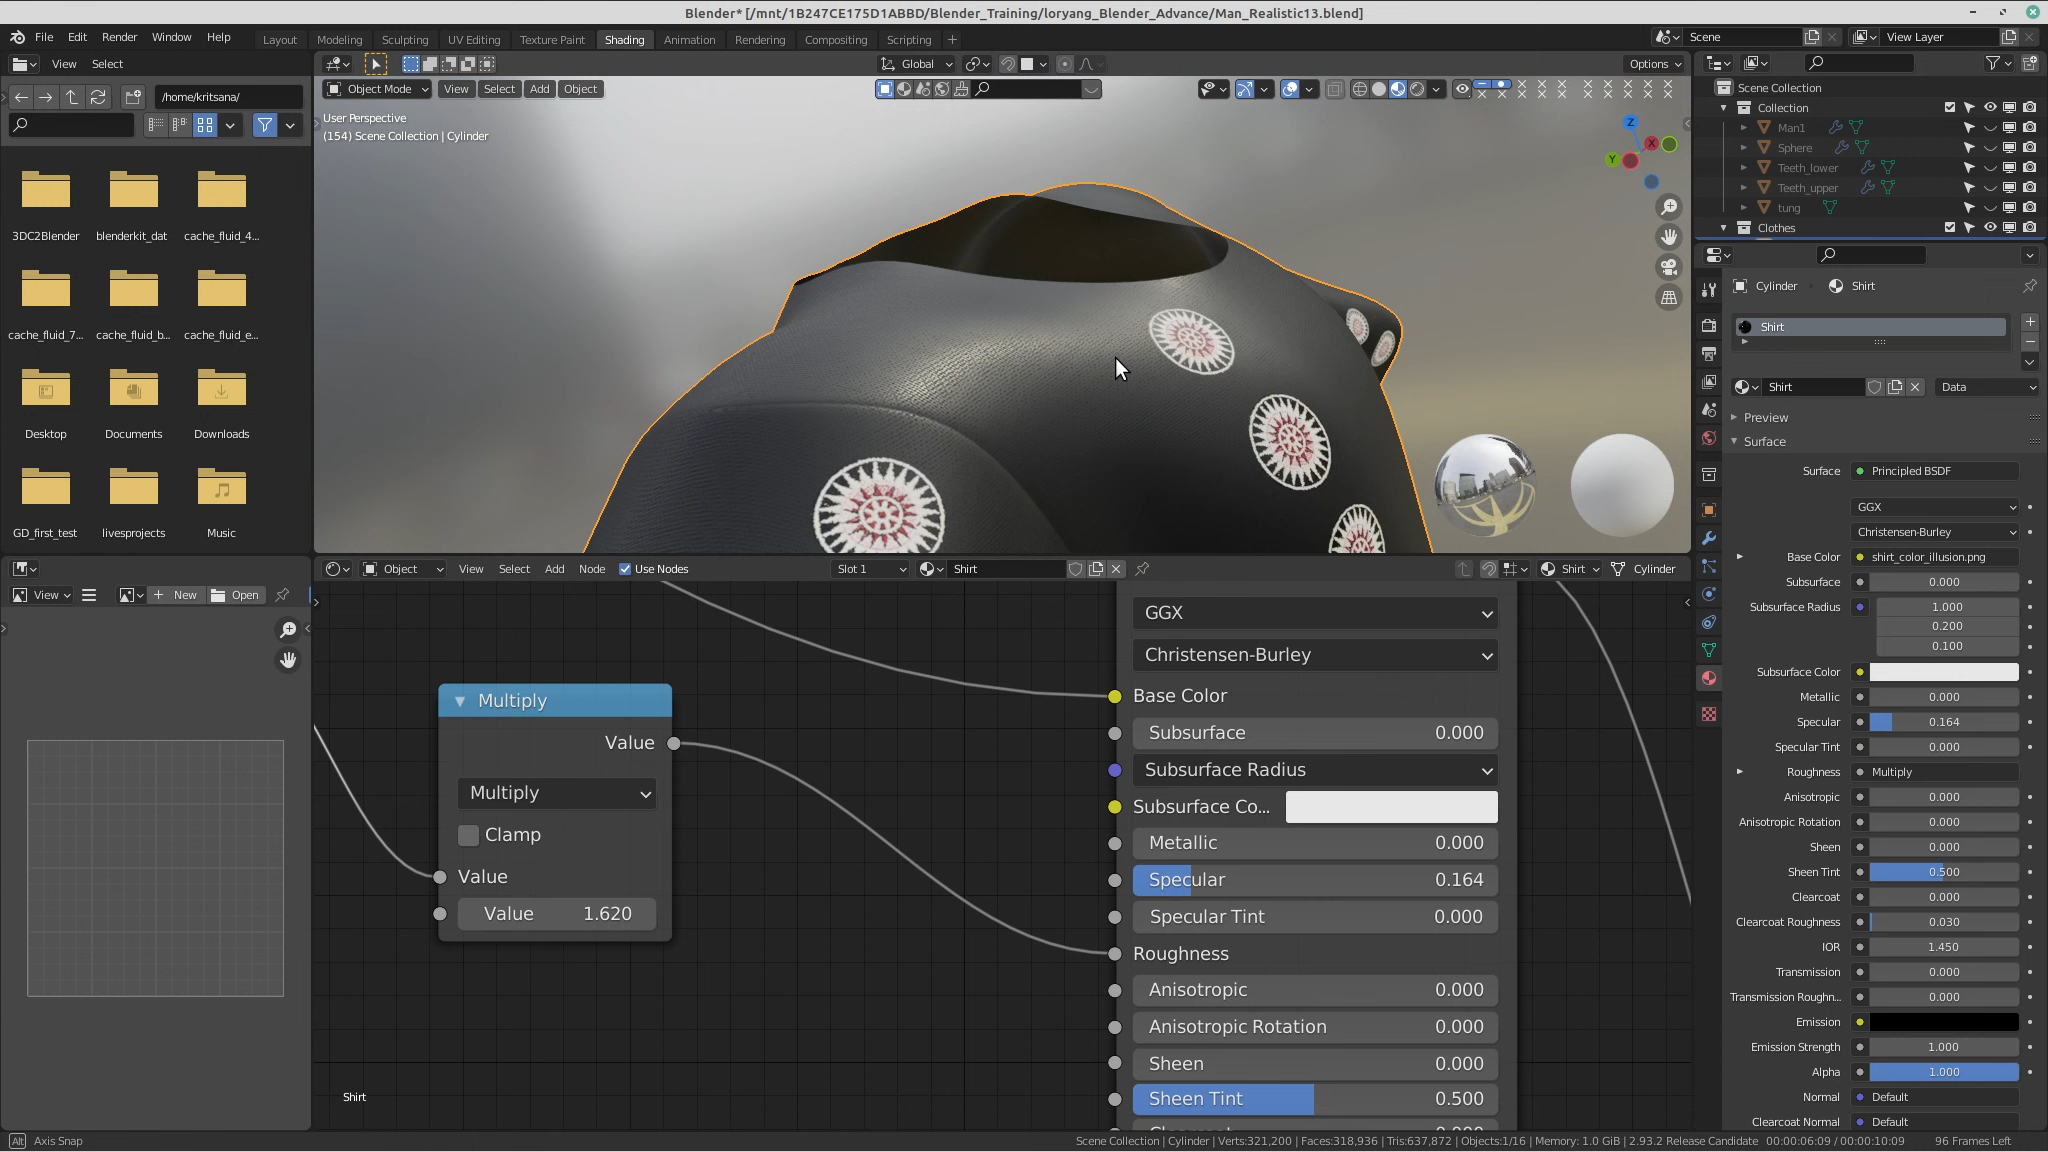 Blender* [/mnt/1B247CE175D1ABBD/Blender_Training/loryang_Blender_Advance/Man_Realistic13.blend]
File Edit Render Window Help
Layout Modeling Sculpting UV Editing Texture Paint Shading Animation Rendering Compositing Scripting +
Scene
View Layer
View Select
Global
Options
/home/kritsana/
Object Mode View Select Add Object
User Perspective
(154) Scene Collection | Cylinder
Z
X
Y
3DC2Blender blenderkit_dat cache_fluid_4...
cache_fluid_7... cache_fluid_b... cache_fluid_e...
Desktop Documents Downloads
GD_first_test livesprojects Music
Scene Collection
Collection
Man1
Sphere
Teeth_lower
Teeth_upper
tung
Clothes
Cylinder Shirt
Shirt
Shirt Data
Preview
Surface
Surface Principled BSDF
GGX
Christensen-Burley
Base Color shirt_color_illusion.png
Subsurface 0.000
Subsurface Radius 1.000
0.200
0.100
Subsurface Color
Metallic 0.000
Specular 0.164
Specular Tint 0.000
Roughness Multiply
Anisotropic 0.000
Anisotropic Rotation 0.000
Sheen 0.000
Sheen Tint 0.500
Clearcoat 0.000
Clearcoat Roughness 0.030
IOR 1.450
Transmission 0.000
Transmission Roughn... 0.000
Emission
Emission Strength 1.000
Alpha 1.000
Normal Default
Clearcoat Normal Default
View + New Open
Object View Select Add Node Use Nodes Slot 1 Shirt Shirt Cylinder
Multiply
Value
Multiply
Clamp
Value
Value 1.620
GGX
Christensen-Burley
Base Color
Subsurface 0.000
Subsurface Radius
Subsurface Co...
Metallic 0.000
Specular 0.164
Specular Tint 0.000
Roughness
Anisotropic 0.000
Anisotropic Rotation 0.000
Sheen 0.000
Sheen Tint 0.500
Clearcoat 0.000
Shirt
Alt Axis Snap
Scene Collection | Cylinder | Verts:321,200 | Faces:318,936 | Tris:637,872 | Objects:1/16 | Memory: 1.0 GiB | 2.93.2 Release Candidate 00:00:06:09 / 00:00:10:09 96 Frames Left